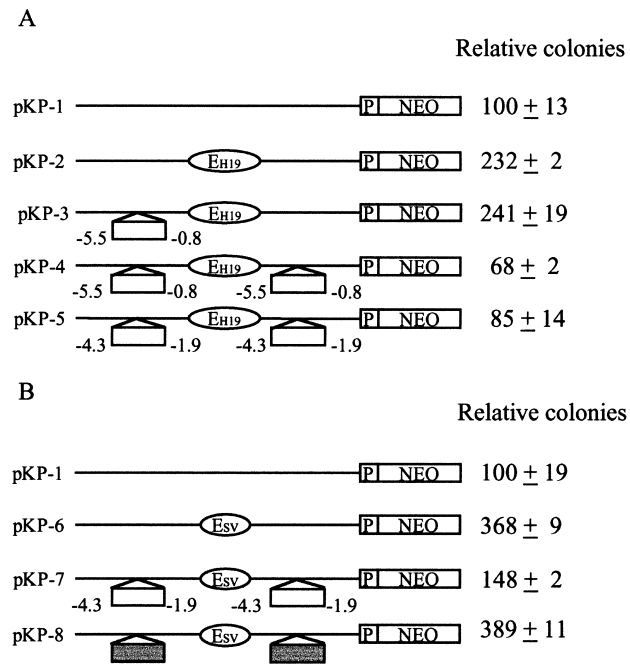 A
Relative colonies
pKP-1 P NEO 100 ± 13
pKP-2 EH19 P NEO 232 ± 2
pKP-3 EH19 P NEO 241 ± 19
-5.5 -0.8
pKP-4 EH19 P NEO 68 ± 2
-5.5 -0.8 -5.5 -0.8
pKP-5 EH19 P NEO 85 ± 14
-4.3 -1.9 -4.3 -1.9
B
Relative colonies
pKP-1 P NEO 100 ± 19
pKP-6 Esv P NEO 368 ± 9
pKP-7 Esv P NEO 148 ± 2
-4.3 -1.9 -4.3 -1.9
pKP-8 Esv P NEO 389 ± 11